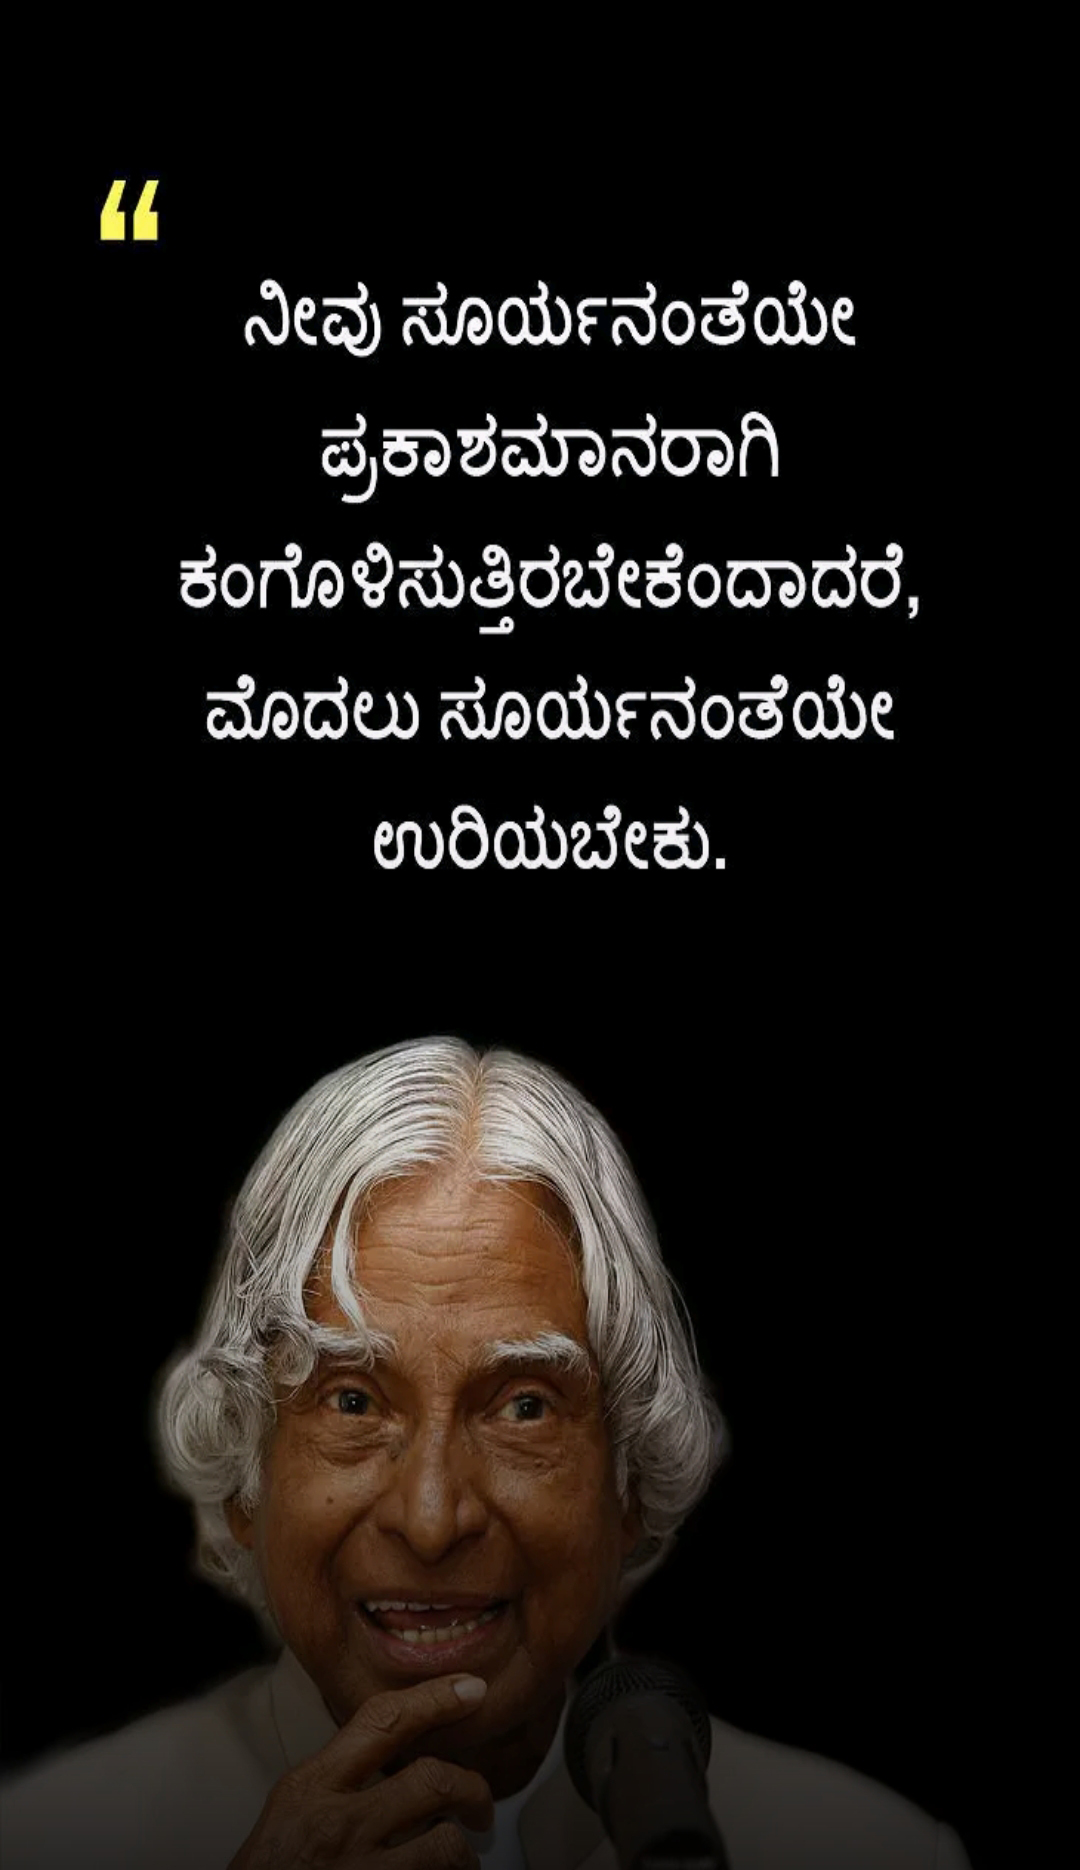 “
ನೀವು ಸೂರ್ಯನಂತೆಯೇ
ಪ್ರಕಾಶಮಾನರಾಗಿ
ಕಂಗೊಳಿಸುತ್ತಿರಬೇಕೆಂದಾದರೆ,
ಮೊದಲು ಸೂರ್ಯನಂತೆಯೇ
ಉರಿಯಬೇಕು.